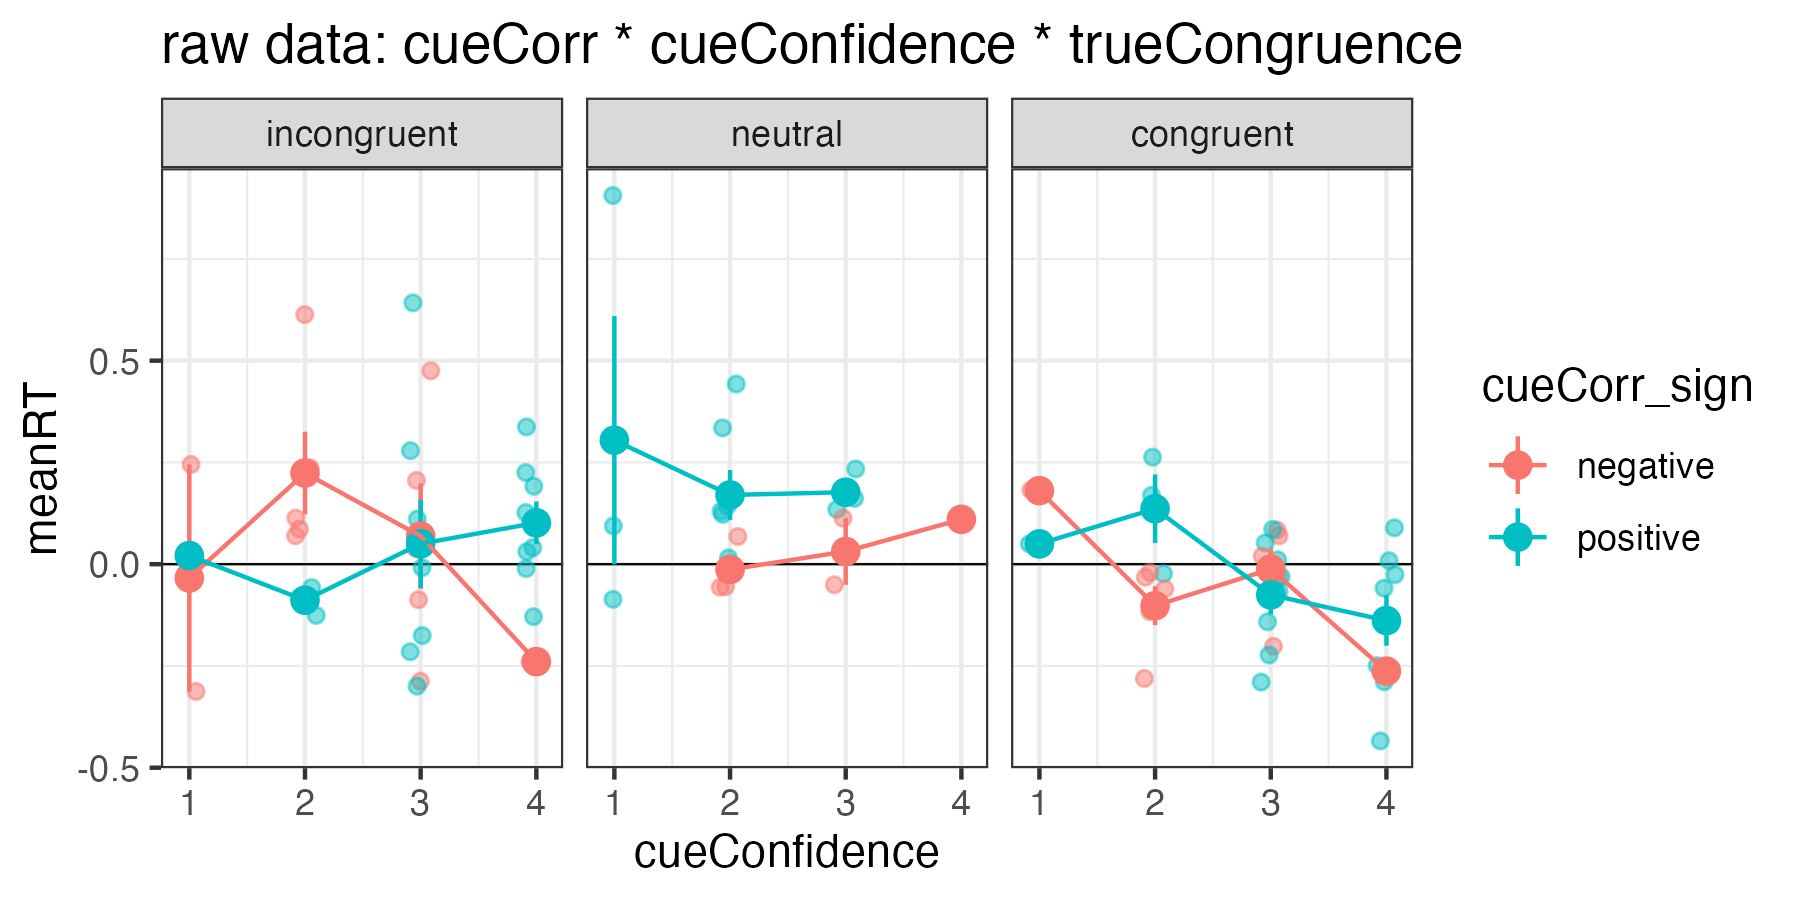 raw data: cueCorr * cueConfidence * trueCongruence
incongruent
neutral
congruent
meanRT
0.5
0.0
-0.5
1 2 3 4
1 2 3 4
1 2 3 4
cueConfidence
cueCorr_sign
negative
positive